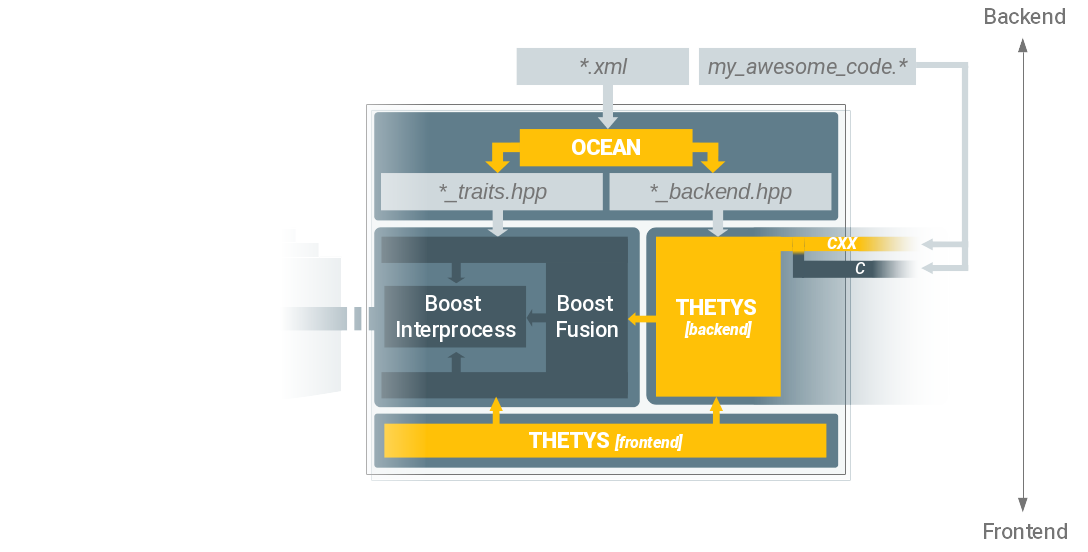 Backend
*.xml
my_awesome_code.*
OCEAN
*_traits.hpp
*_backend.hpp
CXX
C
Boost
Interprocess
Boost
Fusion
THETYS
[backend]
THETYS [frontend]
Frontend